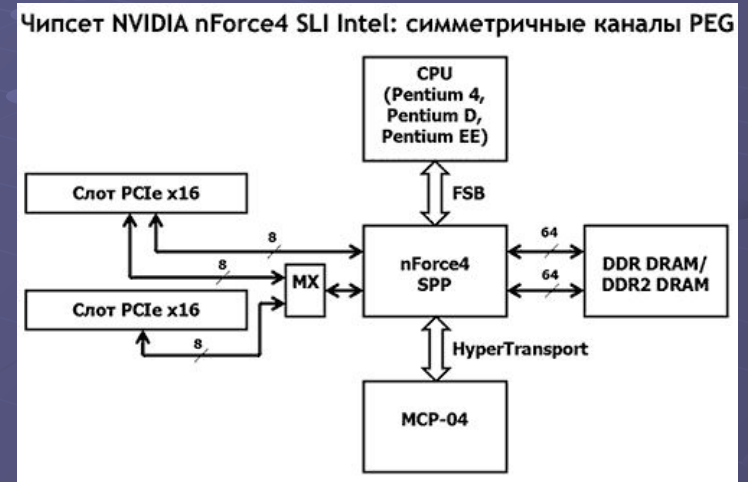 Чипсет NVIDIA nForce4 SLI Intel: симметричные каналы PEG
CPU
(Pentium 4,
Pentium D,
Pentium EE)
Слот PCIe x16
FSB
8
64
8
MX
nForce4
SPP
DDR DRAM/
DDR2 DRAM
64
Слот PCIe x16
8
HyperTransport
MCP-04